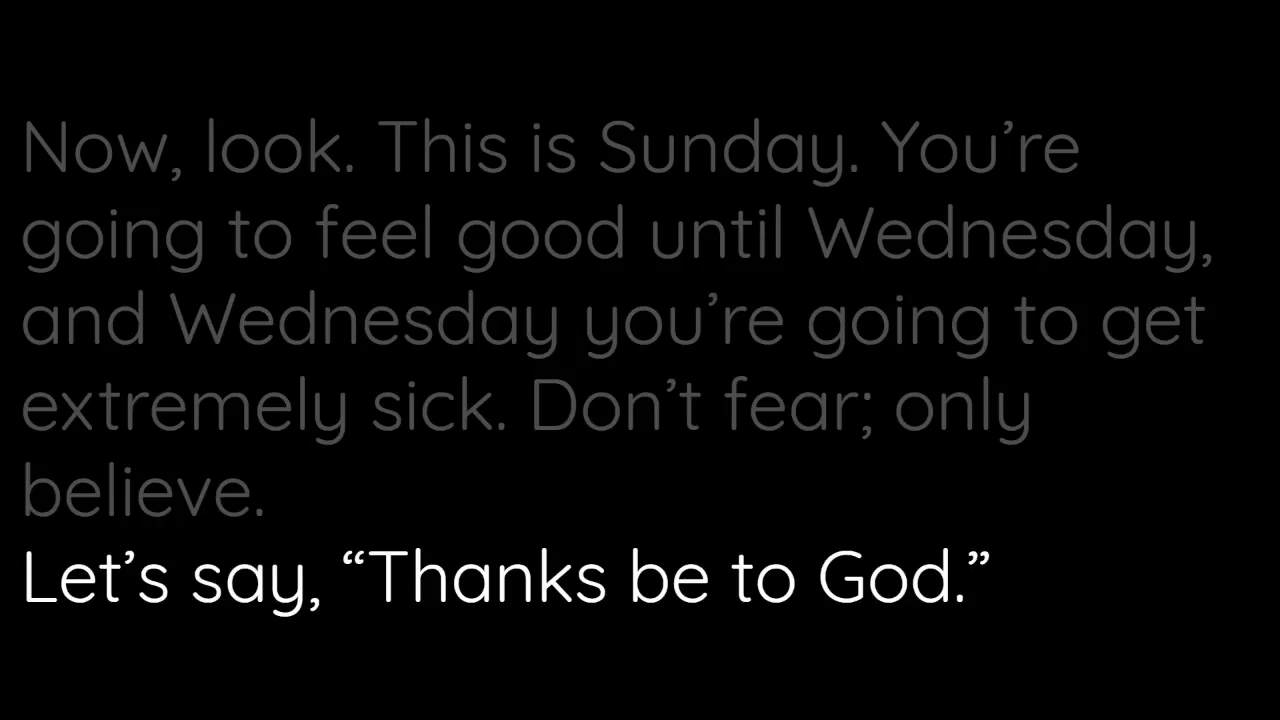 Now, look. This is Sunday. You’re
going to feel good until Wednesday,
and Wednesday you’re going to get
extremely sick. Don’t fear; only
believe.
Let’s say, “Thanks be to God.”